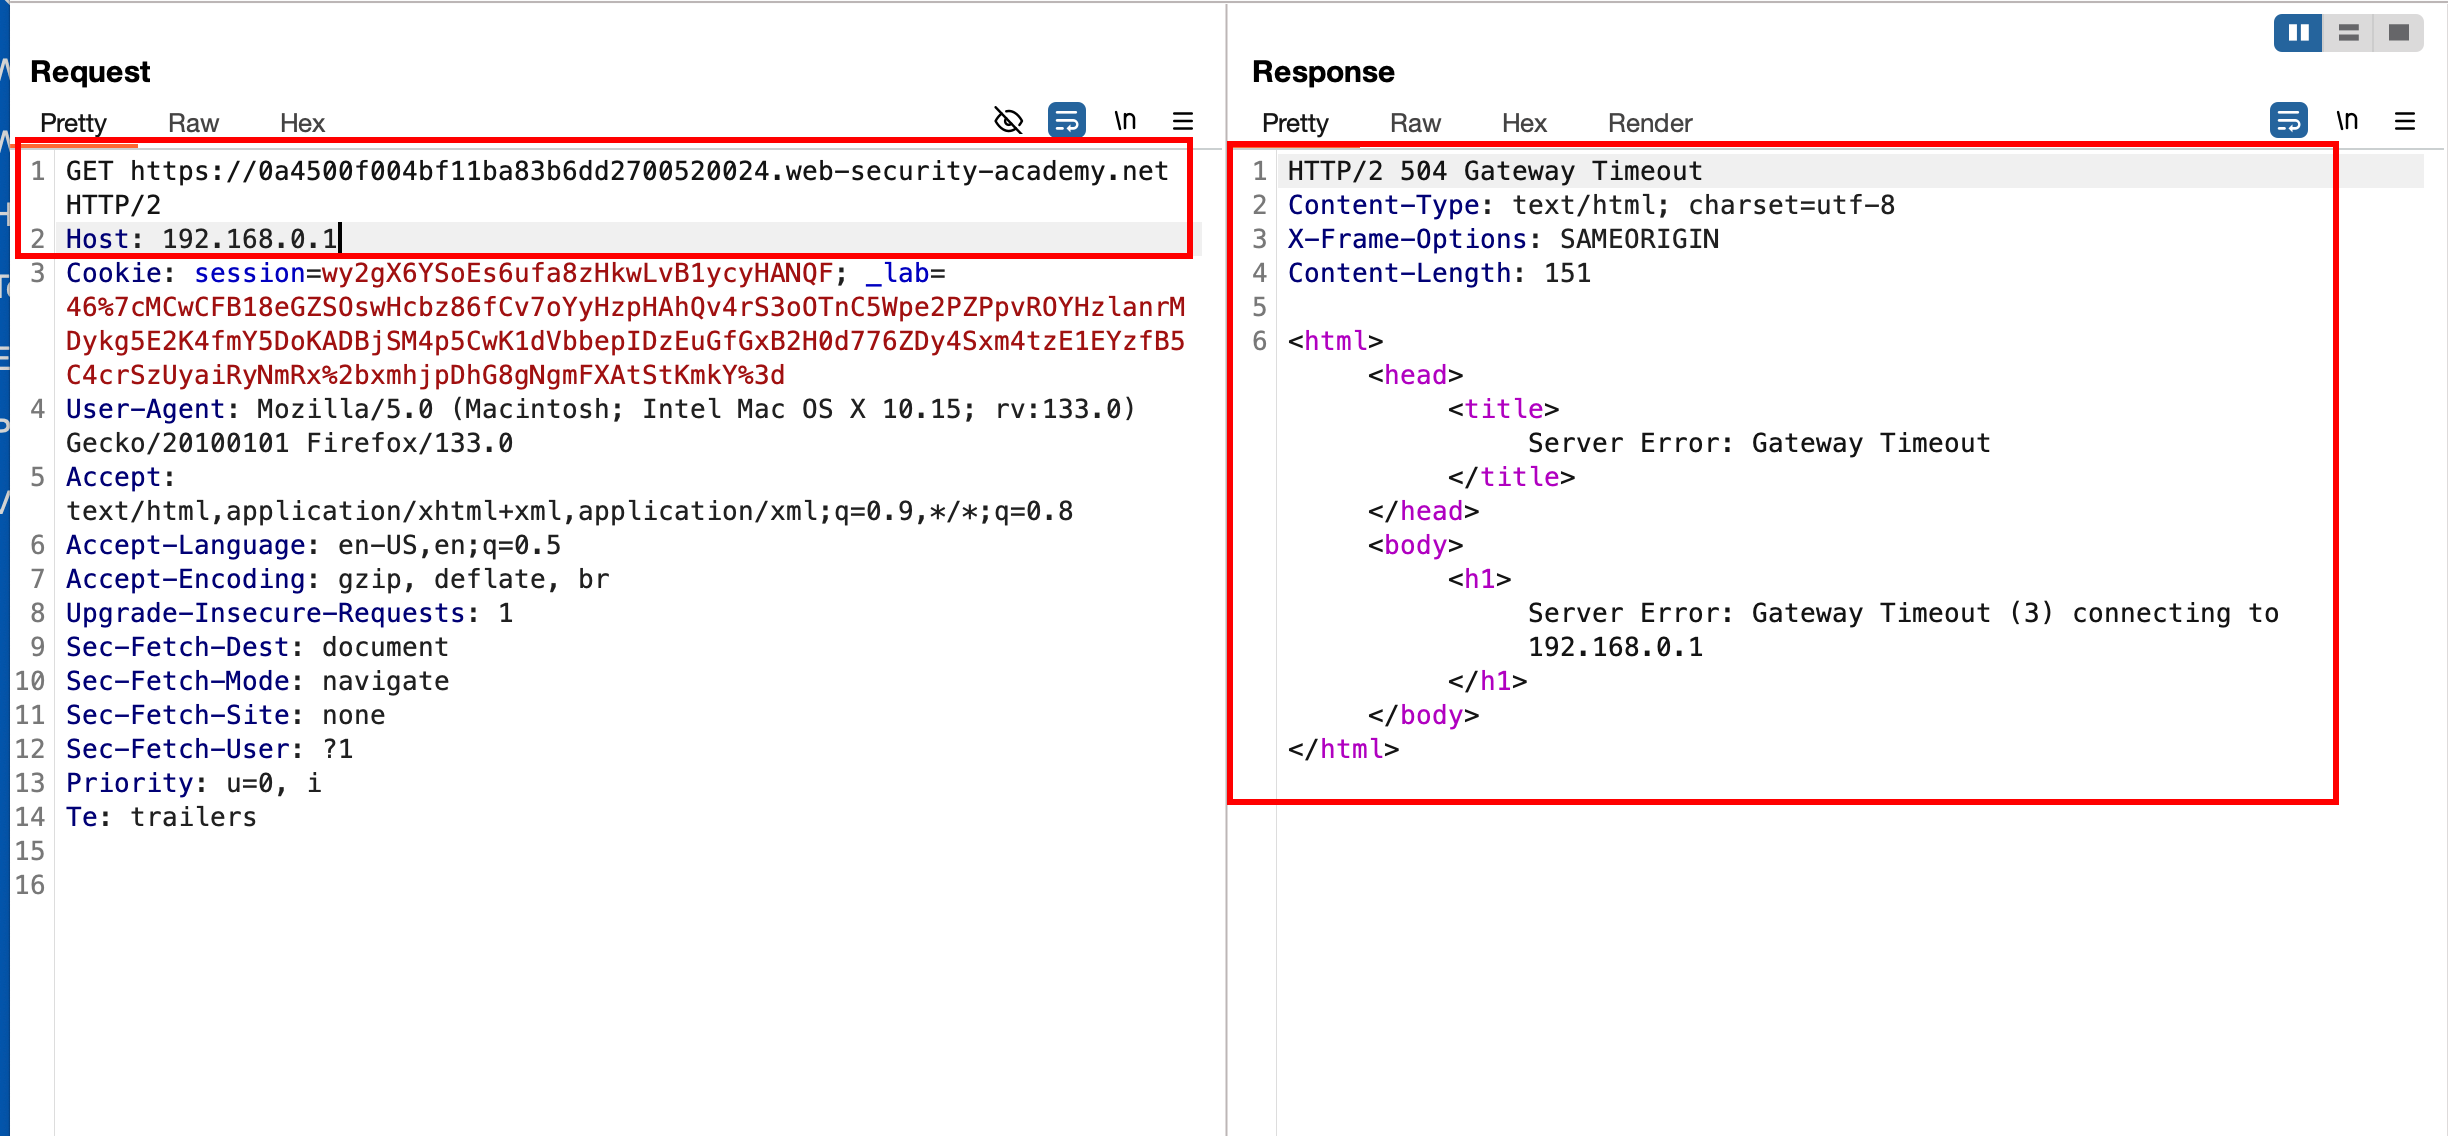 Request
Pretty Raw Hex \n
1 GET https://0a4500f004bf11ba83b6dd2700520024.web-security-academy.net
HTTP/2
2 Host: 192.168.0.1
3 Cookie: session=wy2gX6YSoEs6ufa8zHkwLvB1ycyHANQF; _lab=
46%7cMCwCFB18eGZSOswHcbz86fCv7oYyHzpHAhQv4rS3oOTnC5Wpe2PZPpvROYHzlanrM
Dykg5E2K4fmY5DoKADBjSM4p5CwK1dVbbepIDzEuGfGxB2H0d776ZDy4Sxm4tzE1EYzfB5
C4crSzUyaiRyNmRx%2bxmhjpDhG8gNgmFXAtStKmkY%3d
4 User-Agent: Mozilla/5.0 (Macintosh; Intel Mac OS X 10.15; rv:133.0)
Gecko/20100101 Firefox/133.0
5 Accept:
text/html,application/xhtml+xml,application/xml;q=0.9,*/*;q=0.8
6 Accept-Language: en-US,en;q=0.5
7 Accept-Encoding: gzip, deflate, br
8 Upgrade-Insecure-Requests: 1
9 Sec-Fetch-Dest: document
10 Sec-Fetch-Mode: navigate
11 Sec-Fetch-Site: none
12 Sec-Fetch-User: ?1
13 Priority: u=0, i
14 Te: trailers
15
16
Response
Pretty Raw Hex Render \n
1 HTTP/2 504 Gateway Timeout
2 Content-Type: text/html; charset=utf-8
3 X-Frame-Options: SAMEORIGIN
4 Content-Length: 151
5
6 <html>
<head>
<title>
Server Error: Gateway Timeout
</title>
</head>
<body>
<h1>
Server Error: Gateway Timeout (3) connecting to
192.168.0.1
</h1>
</body>
</html>